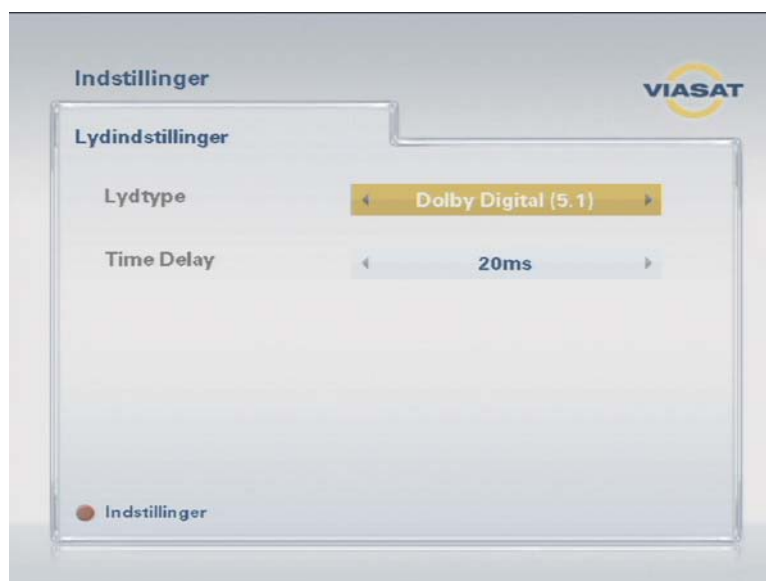 Indstillinger
VIASAT
Lydindstillinger
Lydtype
Dolby Digital (5.1)
Time Delay
20ms
Indstillinger